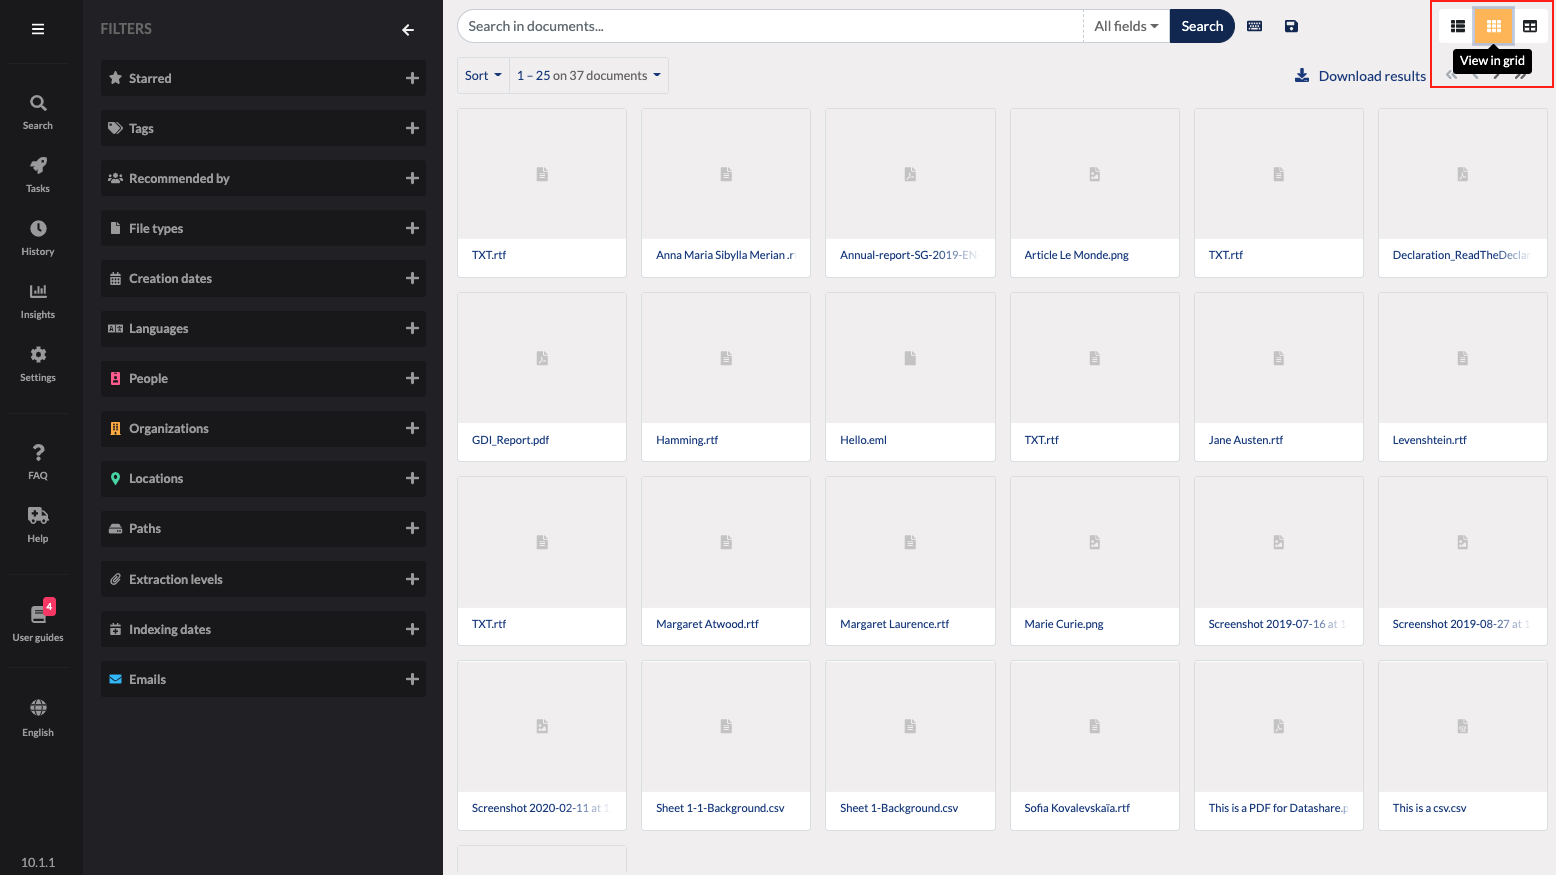 FILTERS
Search in documents...
All fields
Search
View in grid
Sort
1 – 25 on 37 documents
Download results
Search
Tasks
History
Insights
Settings
FAQ
Help
4
User guides
English
10.1.1
Starred
Tags
Recommended by
File types
Creation dates
Languages
People
Organizations
Locations
Paths
Extraction levels
Indexing dates
Emails
TXT.rtf
Anna Maria Sibylla Merian .r
Annual-report-SG-2019-EN
Article Le Monde.png
TXT.rtf
Declaration_ReadTheDeclar
GDI_Report.pdf
Hamming.rtf
Hello.eml
TXT.rtf
Jane Austen.rtf
Levenshtein.rtf
TXT.rtf
Margaret Atwood.rtf
Margaret Laurence.rtf
Marie Curie.png
Screenshot 2019-07-16 at 1
Screenshot 2019-08-27 at 1
Screenshot 2020-02-11 at 1
Sheet 1-1-Background.csv
Sheet 1-Background.csv
Sofia Kovalevskaïa.rtf
This is a PDF for Datashare.p
This is a csv.csv